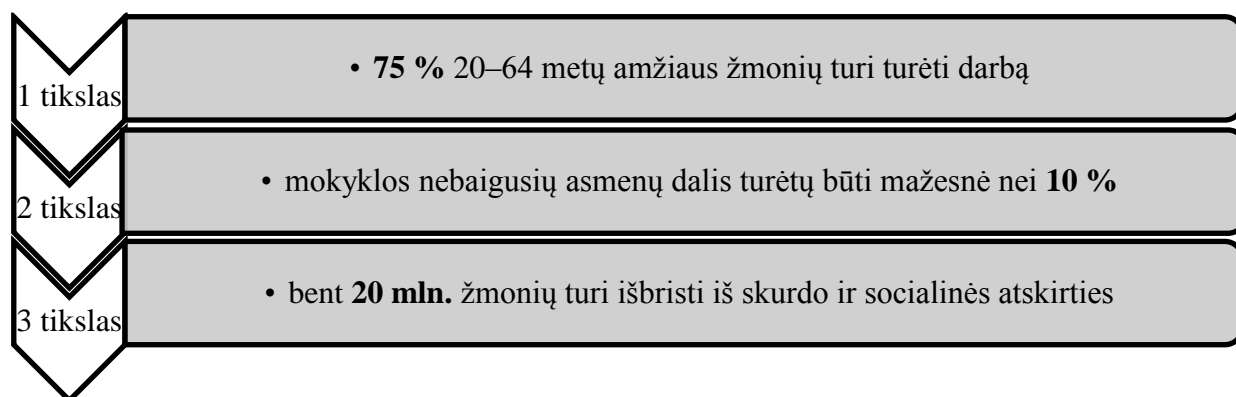 1 tikslas
• 75 % 20–64 metų amžiaus žmonių turi turėti darbą
2 tikslas
• mokyklos nebaigusių asmenų dalis turėtų būti mažesnė nei 10 %
3 tikslas
• bent 20 mln. žmonių turi išbristi iš skurdo ir socialinės atskirties